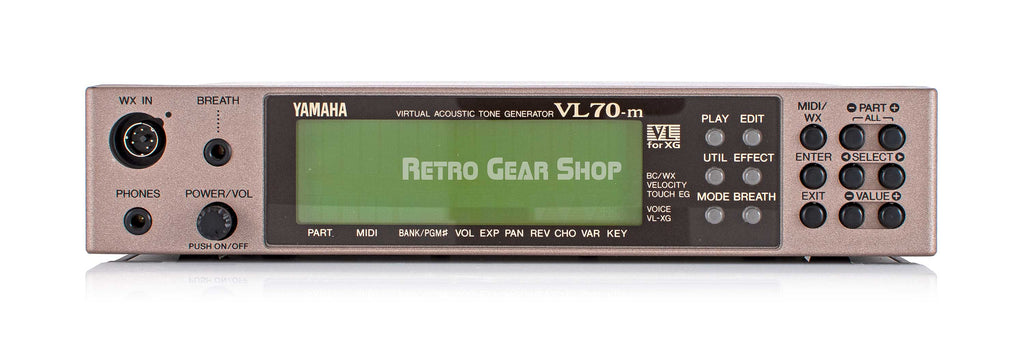 WX IN
BREATH
PHONES
POWER/VOL
PUSH ON/OFF
YAMAHA
VIRTUAL ACOUSTIC TONE GENERATOR VL70-m
RETRO GEAR SHOP
PART. MIDI BANK/PGM# VOL EXP PAN REV CHO VAR KEY
VL
for XG
BC/WX
VELOCITY
TOUCH EG
VOICE
VL-XG
PLAY EDIT
UTIL EFFECT
MODE BREATH
MIDI/
WX
PART
ALL
ENTER
SELECT
EXIT
VALUE